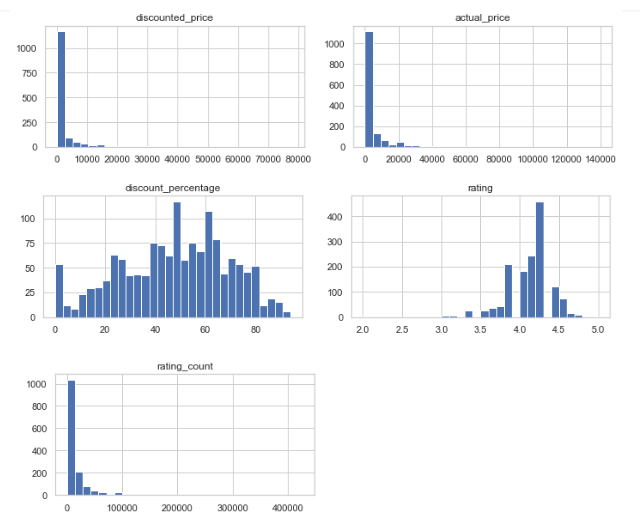 discounted_price
1000
750
500
250
0
0 10000 20000 30000 40000 50000 60000 70000 80000
actual_price
1000
800
600
400
200
0
0 20000 40000 60000 80000 100000 120000 140000
discount_percentage
100
75
50
25
0
0 20 40 60 80
rating
400
300
200
100
0
2.0 2.5 3.0 3.5 4.0 4.5 5.0
rating_count
1000
800
600
400
200
0
0 100000 200000 300000 400000